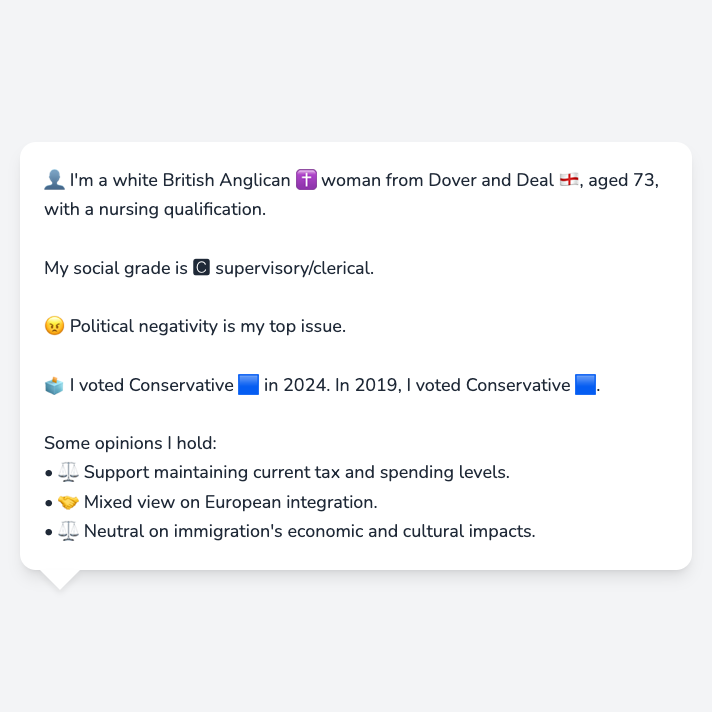 👤 I'm a white British Anglican ✝️ woman from Dover and Deal 🏴󠁧󠁢󠁥󠁮󠁧󠁿, aged 73,
with a nursing qualification.
My social grade is 🅲 supervisory/clerical.
😠 Political negativity is my top issue.
🗳️ I voted Conservative 🟦 in 2024. In 2019, I voted Conservative 🟦.
Some opinions I hold:
• ⚖️ Support maintaining current tax and spending levels.
• 🤝 Mixed view on European integration.
• ⚖️ Neutral on immigration's economic and cultural impacts.